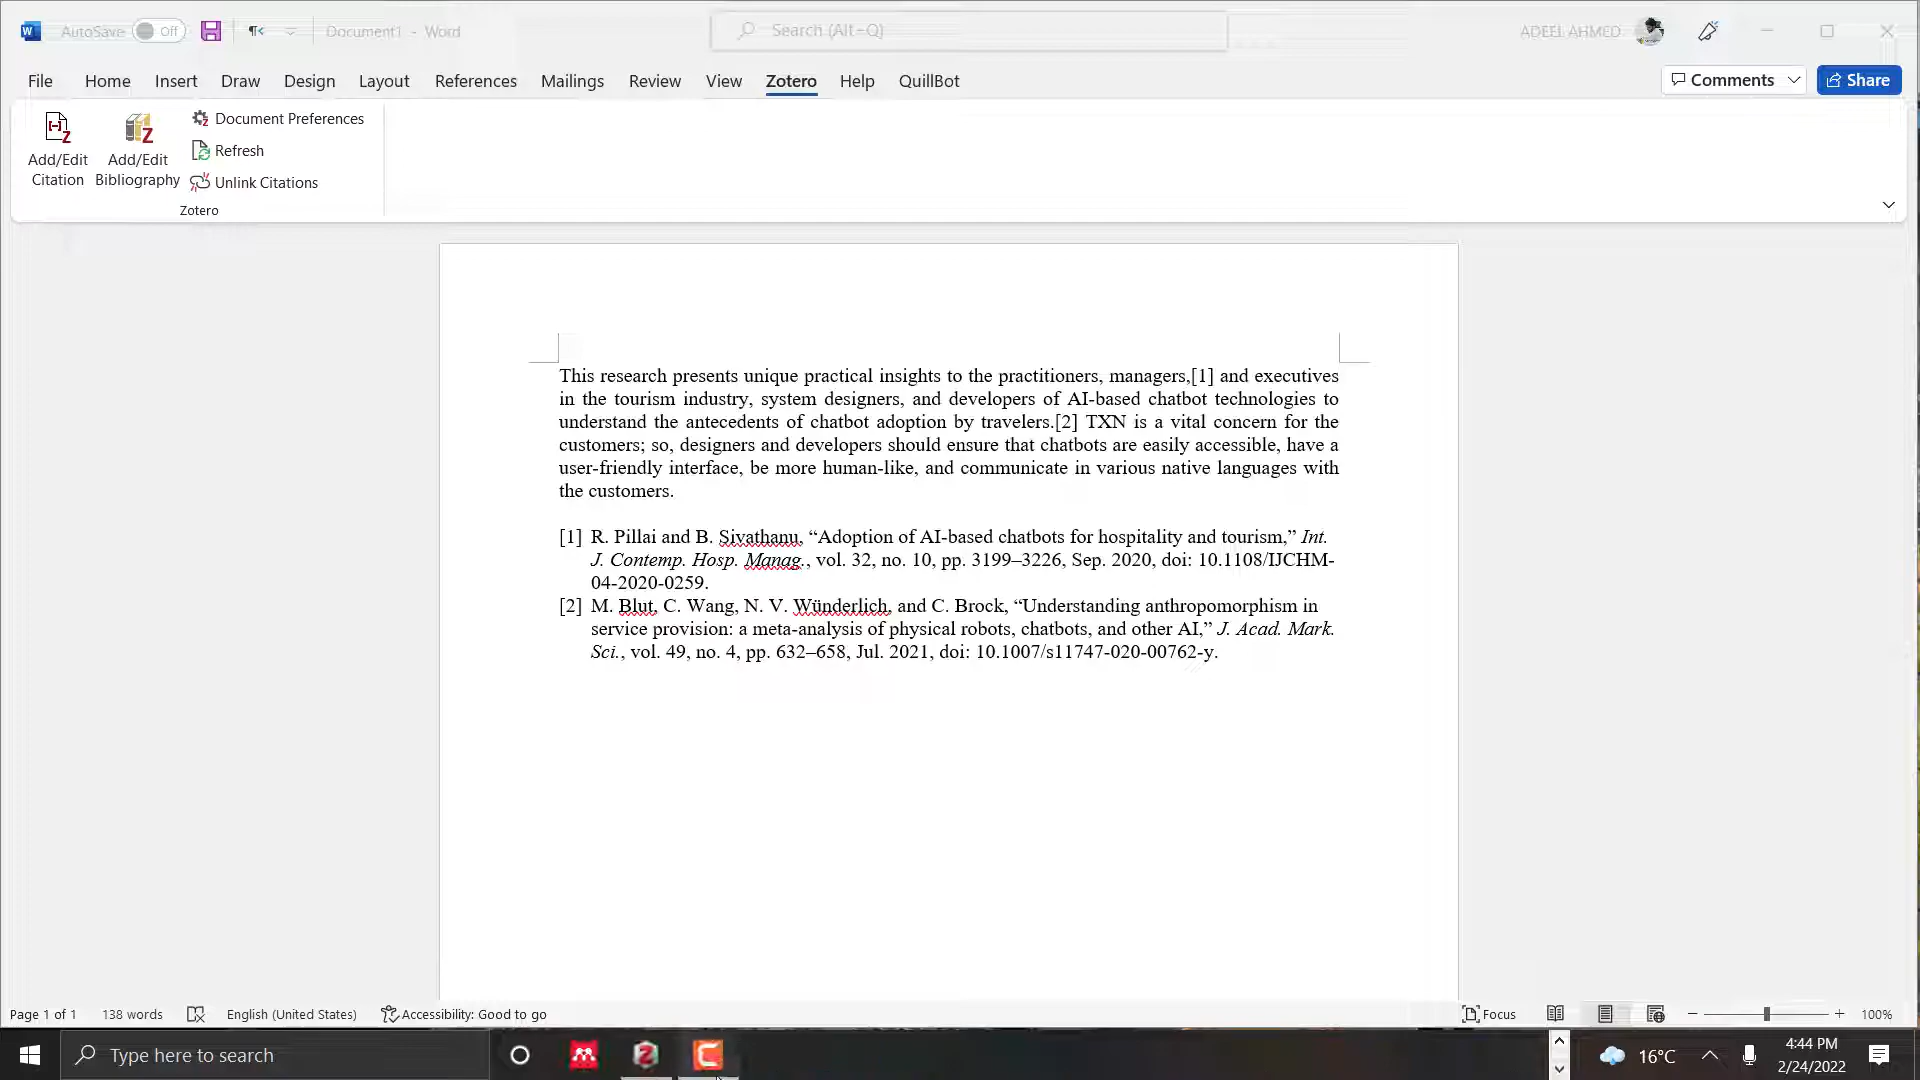 AutoSave Off Document1 - Word Search (Alt+Q) ADEEL AHMED
File Home Insert Draw Design Layout References Mailings Review View Zotero Help QuillBot Comments Share
Add/Edit Citation
Add/Edit Bibliography
Document Preferences
Refresh
Unlink Citations
Zotero
This research presents unique practical insights to the practitioners, managers,[1] and executives
in the tourism industry, system designers, and developers of AI-based chatbot technologies to
understand the antecedents of chatbot adoption by travelers.[2] TXN is a vital concern for the
customers; so, designers and developers should ensure that chatbots are easily accessible, have a
user-friendly interface, be more human-like, and communicate in various native languages with
the customers.
[1] R. Pillai and B. Sivathanu, “Adoption of AI-based chatbots for hospitality and tourism,” Int.
J. Contemp. Hosp. Manag., vol. 32, no. 10, pp. 3199–3226, Sep. 2020, doi: 10.1108/IJCHM-
04-2020-0259.
[2] M. Blut, C. Wang, N. V. Wünderlich, and C. Brock, “Understanding anthropomorphism in
service provision: a meta-analysis of physical robots, chatbots, and other AI,” J. Acad. Mark.
Sci., vol. 49, no. 4, pp. 632–658, Jul. 2021, doi: 10.1007/s11747-020-00762-y.
Page 1 of 1 138 words English (United States) Accessibility: Good to go Focus 100%
Type here to search 16°C 4:44 PM
2/24/2022